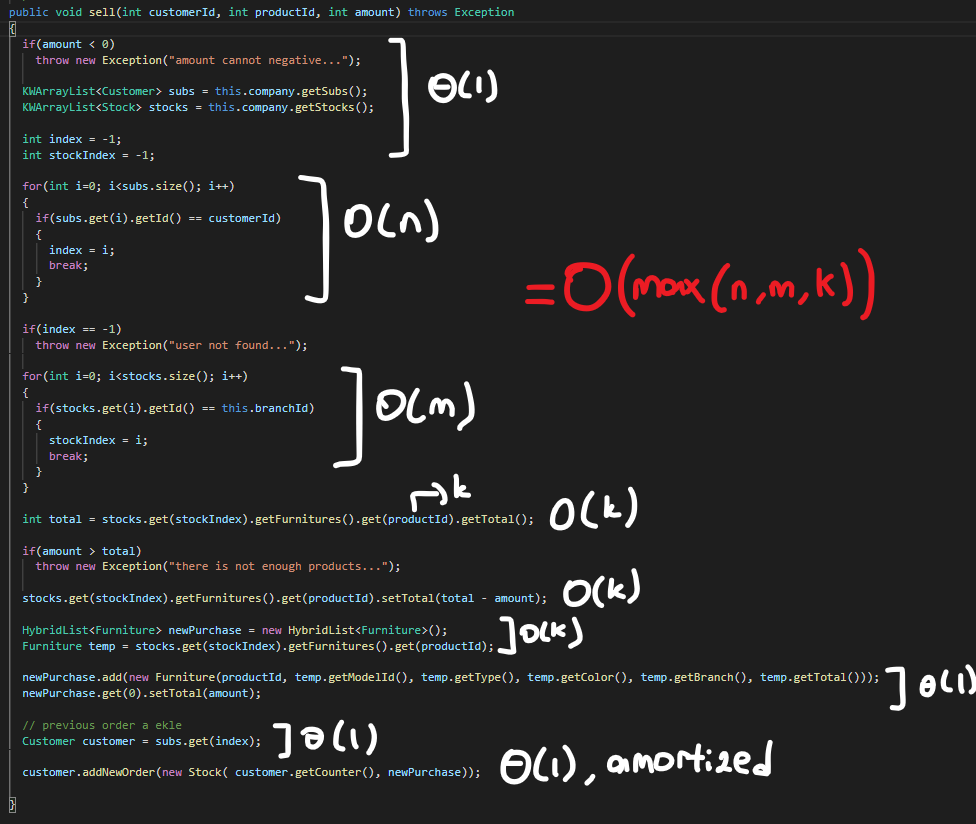 public void sell(int customerId, int productId, int amount) throws Exception
{
if(amount < 0)
throw new Exception("amount cannot negative...");
Θ(1)
KWArrayList<Customer> subs = this.company.getSubs();
KWArrayList<Stock> stocks = this.company.getStocks();
int index = -1;
int stockIndex = -1;
for(int i=0; i<subs.size(); i++)
{
if(subs.get(i).getId() == customerId)
O(n)
{
index = i;
break;
}
}
= O(max(n,m,k))
if(index == -1)
throw new Exception("user not found...");
for(int i=0; i<stocks.size(); i++)
{
if(stocks.get(i).getId() == this.branchId)
O(m)
{
stockIndex = i;
break;
}
}
k
int total = stocks.get(stockIndex).getFurnitures().get(productId).getTotal(); O(k)
if(amount > total)
throw new Exception("there is not enough products...");
stocks.get(stockIndex).getFurnitures().get(productId).setTotal(total - amount); O(k)
HybridList<Furniture> newPurchase = new HybridList<Furniture>();
Furniture temp = stocks.get(stockIndex).getFurnitures().get(productId); O(k)
newPurchase.add(new Furniture(productId, temp.getModelId(), temp.getType(), temp.getColor(), temp.getBranch(), temp.getTotal())); Θ(1)
newPurchase.get(0).setTotal(amount);
// previous order a ekle
Customer customer = subs.get(index); Θ(1)
customer.addNewOrder(new Stock( customer.getCounter(), newPurchase)); Θ(1), amortized
}